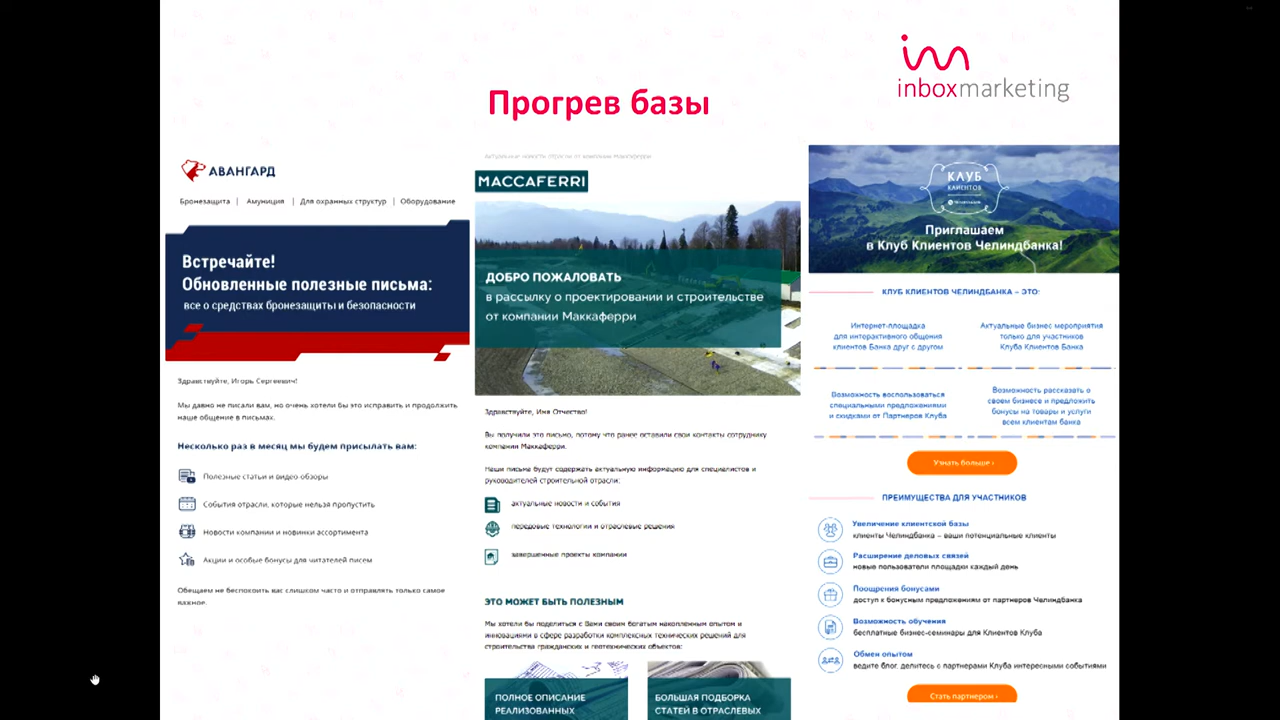 inboxmarketing
Прогрев базы
АВАНГАРД
Бронезащита | Амуниция | Для охранных структур | Оборудование
Встречайте!
Обновленные полезные письма:
все о средствах бронезащиты и безопасности
Здравствуйте, Игорь Сергеевич!
Мы давно не писали вам, но очень хотели бы это исправить и продолжить
наше общение в письмах.
Несколько раз в месяц мы будем присылать вам:
Полезные статьи и видео обзоры
События отрасли, которые нельзя пропустить
Новости компании и новинки ассортимента
Акции и особые бонусы для читателей писем
Обещаем не беспокоить вас слишком часто и отправлять только самое
важное.
Актуальные новости отрасли от компании Маккаферри
MACCAFERRI
ДОБРО ПОЖАЛОВАТЬ
в рассылку о проектировании и строительстве
от компании Маккаферри
Здравствуйте, Имя Отчество!
Вы получили это письмо, потому что ранее оставили свои контакты сотруднику
компании Маккаферри.
Наши письма будут содержать актуальную информацию для специалистов и
руководителей строительной отрасли:
актуальные новости и события
передовые технологии и отраслевые решения
завершенные проекты компании
ЭТО МОЖЕТ БЫТЬ ПОЛЕЗНЫМ
Мы хотели бы поделиться с Вами своим богатым накопленным опытом и
инновациями в сфере разработки комплексных технических решений для
строительства гражданских и геотехнических объектов:
ПОЛНОЕ ОПИСАНИЕ
РЕАЛИЗОВАННЫХ
БОЛЬШАЯ ПОДБОРКА
СТАТЕЙ В ОТРАСЛЕВЫХ
КЛУБ
КЛИЕНТОВ
Приглашаем
в Клуб Клиентов Челиндбанка!
КЛУБ КЛИЕНТОВ ЧЕЛИНДБАНКА – ЭТО:
Интернет-площадка
для интерактивного общения
клиентов Банка друг с другом
Актуальные бизнес мероприятия
только для участников
Клуба Клиентов Банка
Возможность воспользоваться
специальными предложениями
и скидками от Партнеров Клуба
Возможность рассказать о
своем бизнесе и предложить
бонусы на товары и услуги
всем клиентам банка
Узнать больше ›
ПРЕИМУЩЕСТВА ДЛЯ УЧАСТНИКОВ
Увеличение клиентской базы
клиенты Челиндбанка – ваши потенциальные клиенты
Расширение деловых связей
новые пользователи площадки каждый день
Поощрения бонусами
доступ к бонусным предложениям от партнеров Челиндбанка
Возможность обучения
бесплатные бизнес-семинары для Клиентов Клуба
Обмен опытом
ведите блог, делитесь с партнерами Клуба интересными событиями
Стать партнером ›